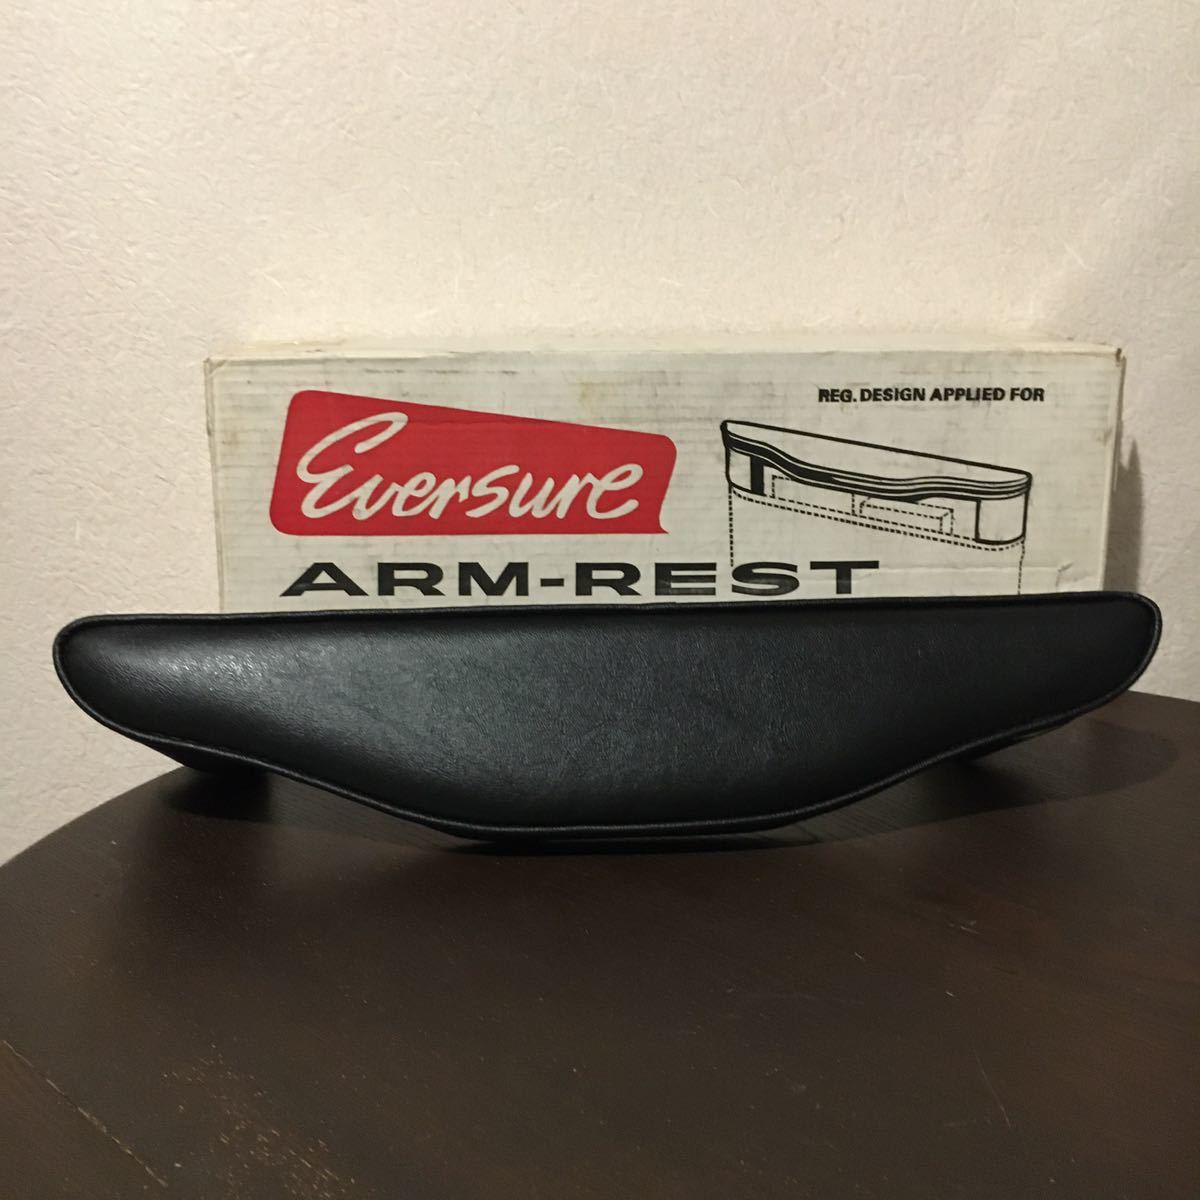 REG. DESIGN APPLIED FOR
Eversure
ARM-REST